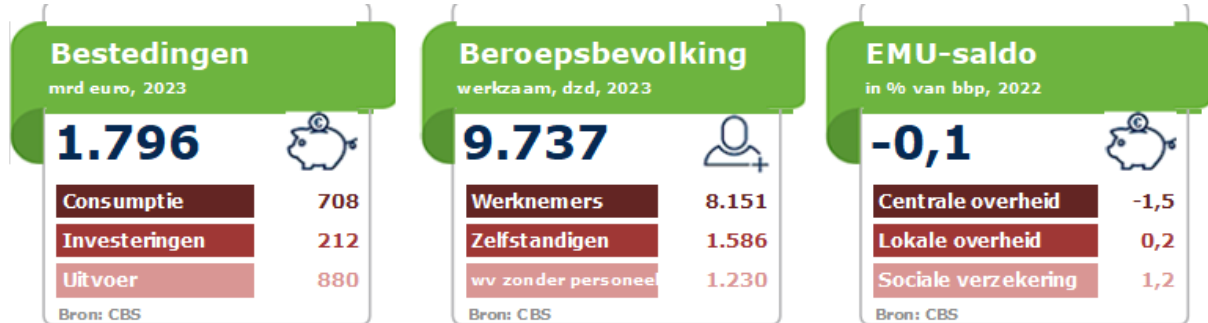 Bestedingen
mrd euro, 2023
1.796
Consumptie 708
Investeringen 212
Uitvoer 880
Bron: CBS
Beroepsbevolking
werkzaam, dzd, 2023
9.737
Werknemers 8.151
Zelfstandigen 1.586
wv zonder personeel 1.230
Bron: CBS
EMU-saldo
in % van bbp, 2022
-0,1
Centrale overheid -1,5
Lokale overheid 0,2
Sociale verzekering 1,2
Bron: CBS